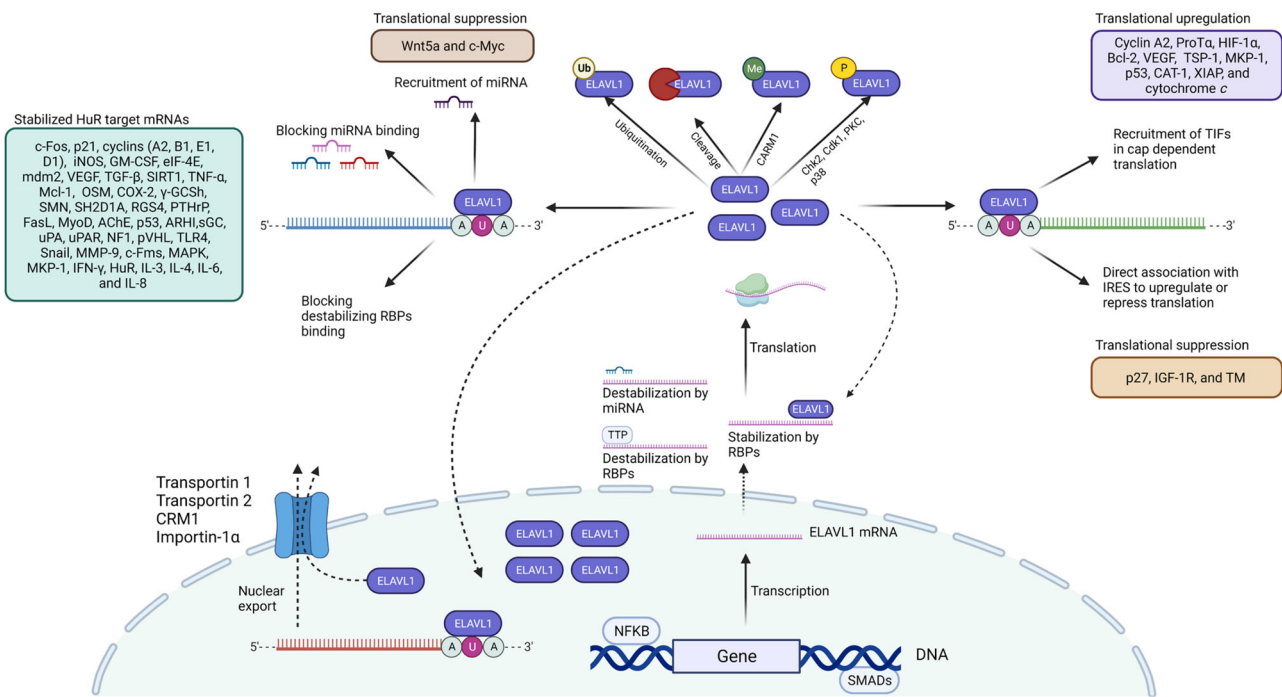 Translational suppression
Wnt5a and c-Myc
Recruitment of miRNA
Blocking miRNA binding
Stabilized HuR target mRNAs
c-Fos, p21, cyclins (A2, B1, E1,
D1), iNOS, GM-CSF, eIF-4E,
mdm2, VEGF, TGF-β, SIRT1, TNF-α,
Mcl-1, OSM, COX-2, γ-GCSh,
SMN, SH2D1A, RGS4, PTHrP,
FasL, MyoD, AChE, p53, ARHI,sGC,
uPA, uPAR, NF1, pVHL, TLR4,
Snail, MMP-9, c-Fms, MAPK,
MKP-1, IFN-γ, HuR, IL-3, IL-4, IL-6,
and IL-8
ELAVL1
5'--- A U A ---3'
Blocking
destabilizing RBPs
binding
Ub
ELAVL1
ELAVL1
Me
ELAVL1
P
ELAVL1
Ubiquitination
Cleavage
CARM1
Chk2, Cdk1, PKC,
p38
ELAVL1
ELAVL1
ELAVL1
Translational upregulation
Cyclin A2, ProTα, HIF-1α,
Bcl-2, VEGF, TSP-1, MKP-1,
p53, CAT-1, XIAP, and
cytochrome c
Recruitment of TIFs
in cap dependent
translation
ELAVL1
5'--- A U A ---3'
Direct association with
IRES to upregulate or
repress translation
Translational suppression
p27, IGF-1R, and TM
Translation
Destabilization by
miRNA
TTP
Destabilization by
RBPs
ELAVL1
Stabilization by
RBPs
Transportin 1
Transportin 2
CRM1
Importin-1α
ELAVL1
Nuclear
export
ELAVL1
5'--- A U A ---3'
ELAVL1 ELAVL1
ELAVL1 ELAVL1
ELAVL1 mRNA
Transcription
NFKB
Gene
DNA
SMADs